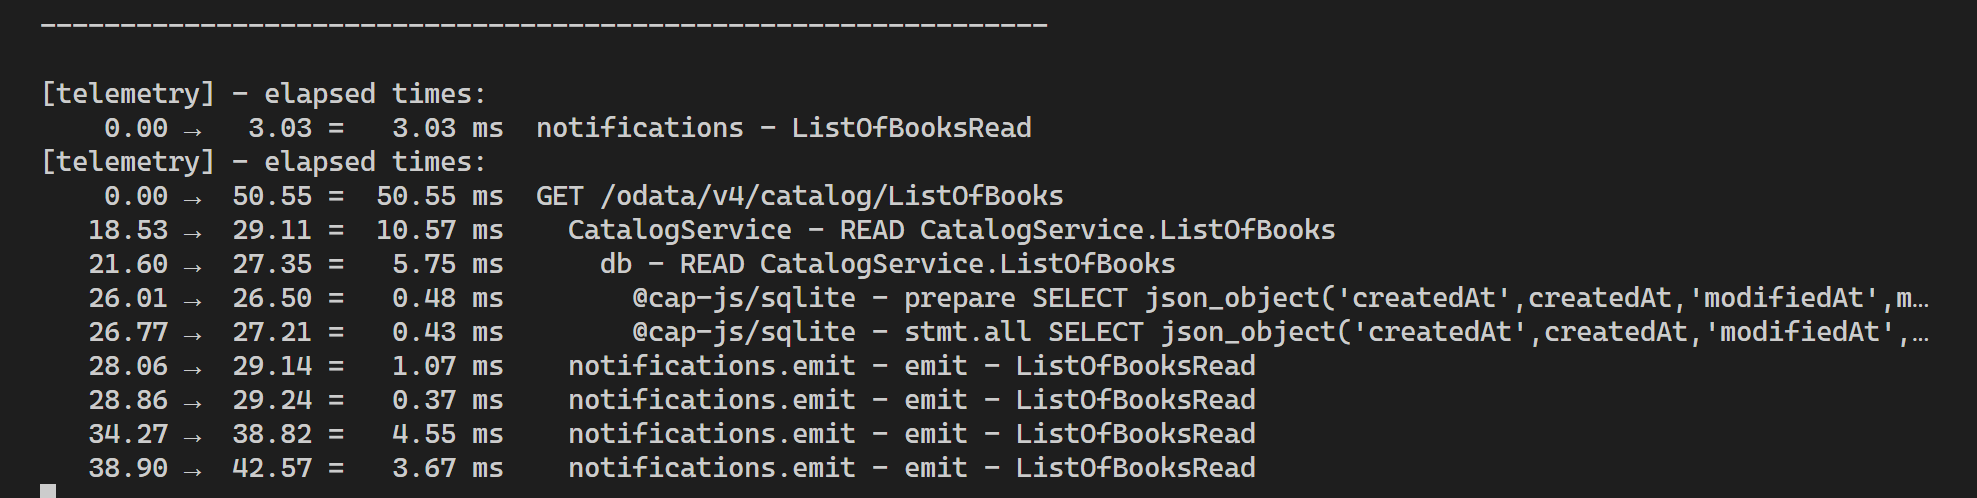 ---------------------------------------------------------------
[telemetry] - elapsed times:
    0.00 →   3.03 =   3.03 ms  notifications - ListOfBooksRead
[telemetry] - elapsed times:
    0.00 →  50.55 =  50.55 ms  GET /odata/v4/catalog/ListOfBooks
   18.53 →  29.11 =  10.57 ms    CatalogService - READ CatalogService.ListOfBooks
   21.60 →  27.35 =   5.75 ms      db - READ CatalogService.ListOfBooks
   26.01 →  26.50 =   0.48 ms        @cap-js/sqlite - prepare SELECT json_object('createdAt',createdAt,'modifiedAt',m…
   26.77 →  27.21 =   0.43 ms        @cap-js/sqlite - stmt.all SELECT json_object('createdAt',createdAt,'modifiedAt',…
   28.06 →  29.14 =   1.07 ms    notifications.emit - emit - ListOfBooksRead
   28.86 →  29.24 =   0.37 ms    notifications.emit - emit - ListOfBooksRead
   34.27 →  38.82 =   4.55 ms    notifications.emit - emit - ListOfBooksRead
   38.90 →  42.57 =   3.67 ms    notifications.emit - emit - ListOfBooksRead